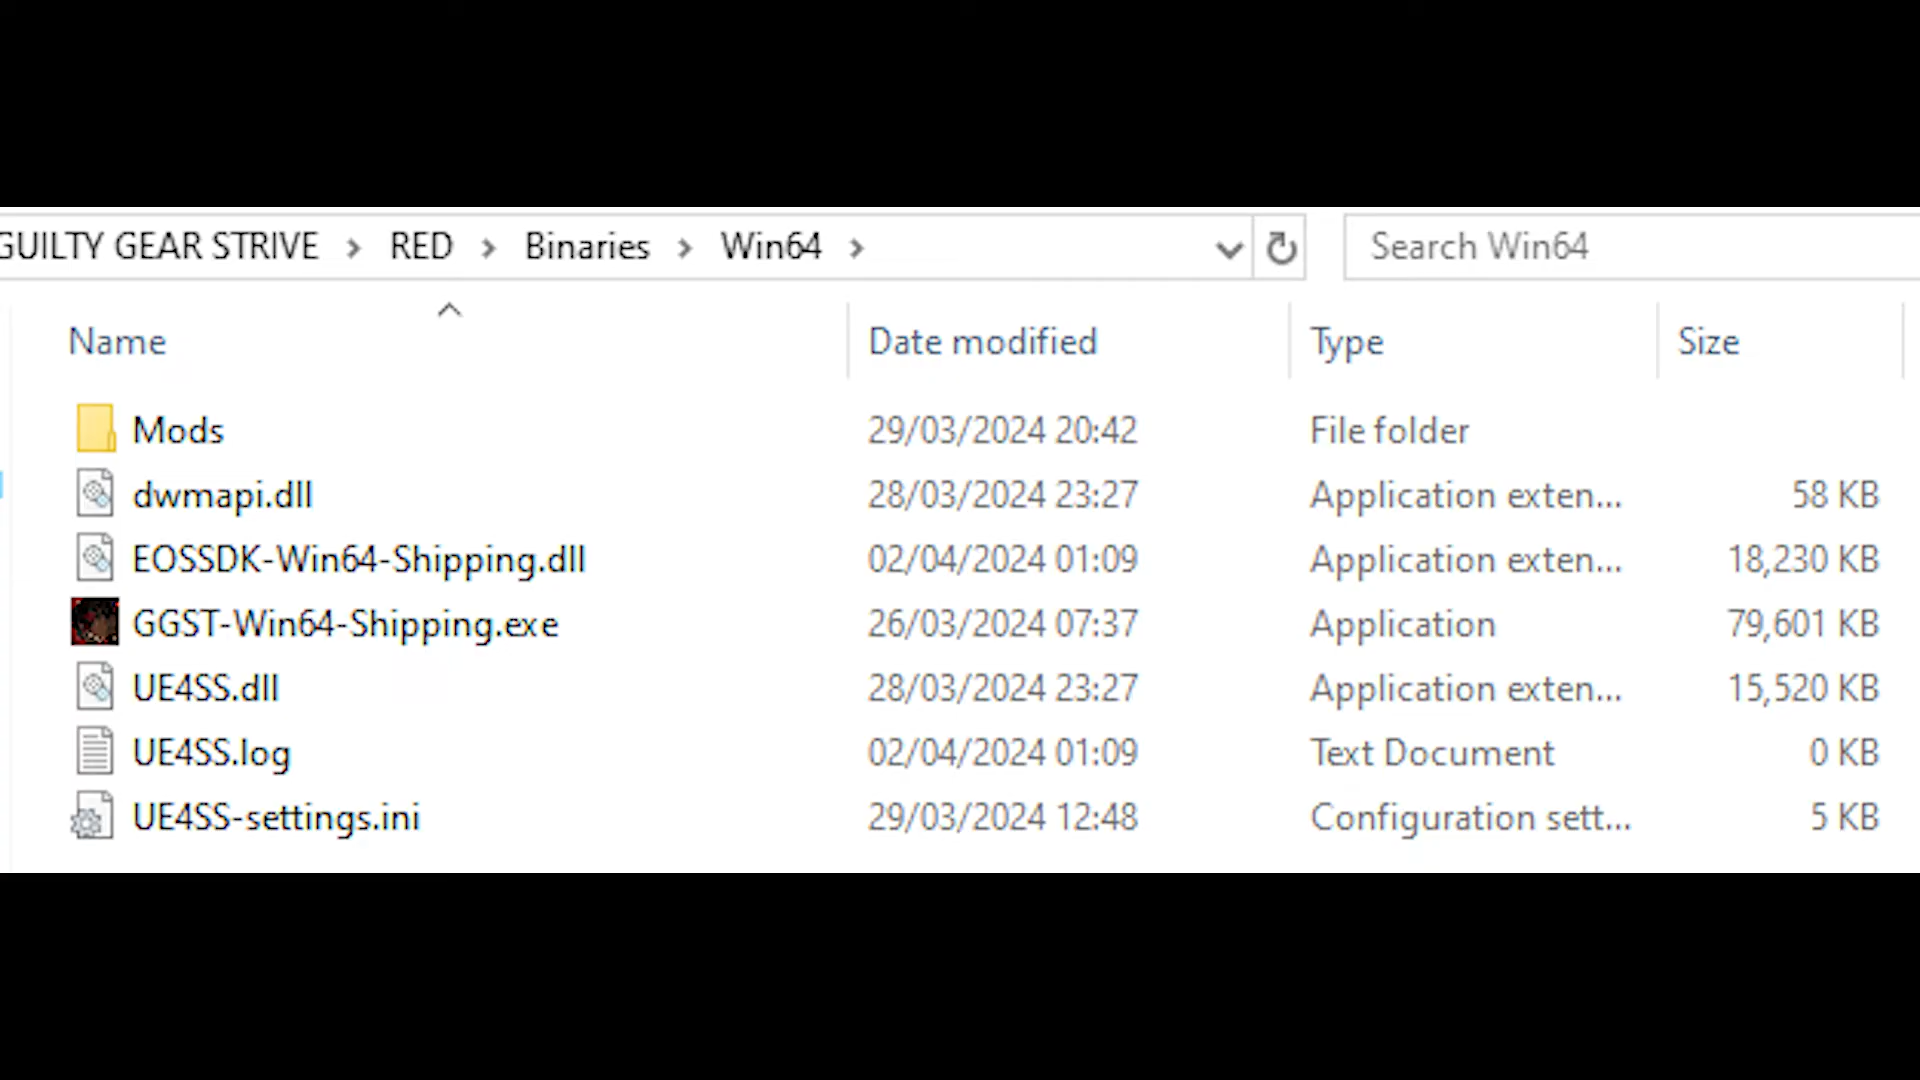 GUILTY GEAR STRIVE > RED > Binaries > Win64 > Search Win64
Name Date modified Type Size
Mods 29/03/2024 20:42 File folder
dwmapi.dll 28/03/2024 23:27 Application exten... 58 KB
EOSSDK-Win64-Shipping.dll 02/04/2024 01:09 Application exten... 18,230 KB
GGST-Win64-Shipping.exe 26/03/2024 07:37 Application 79,601 KB
UE4SS.dll 28/03/2024 23:27 Application exten... 15,520 KB
UE4SS.log 02/04/2024 01:09 Text Document 0 KB
UE4SS-settings.ini 29/03/2024 12:48 Configuration sett... 5 KB